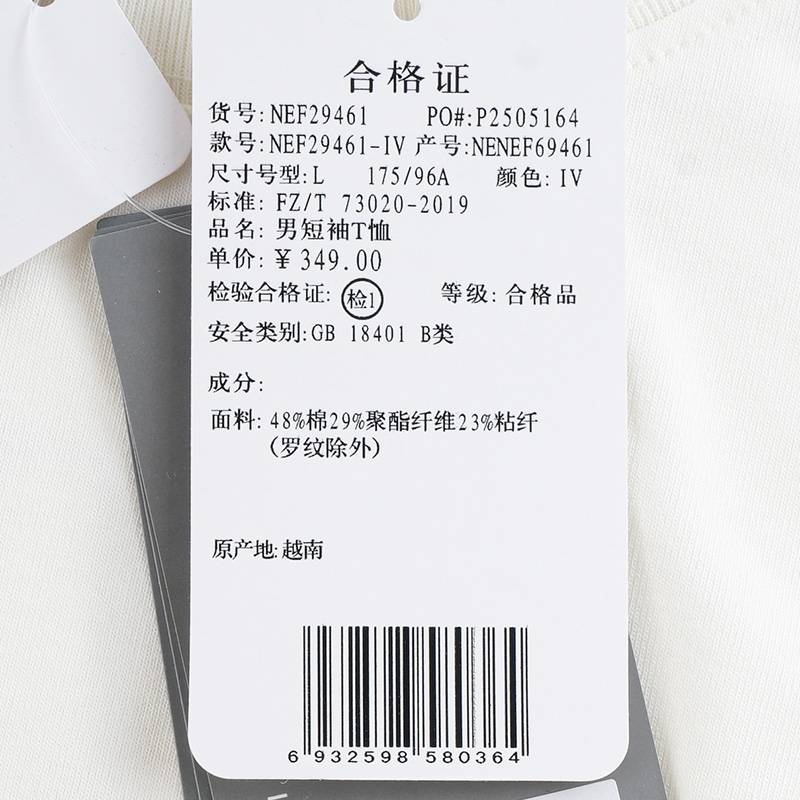 合格证
货号:NEF29461 PO#:P2505164
款号:NEF29461-IV 产号:NENEF69461
尺寸号型:L 175/96A 颜色:IV
标准: FZ/T 73020-2019
品名: 男短袖T恤
单价:¥ 349.00
检验合格证: 检1 等级:合格品
安全类别:GB 18401 B类
成分:
面料: 48%棉29%聚酯纤维23%粘纤
(罗纹除外)
原产地:越南
6 932598 580364